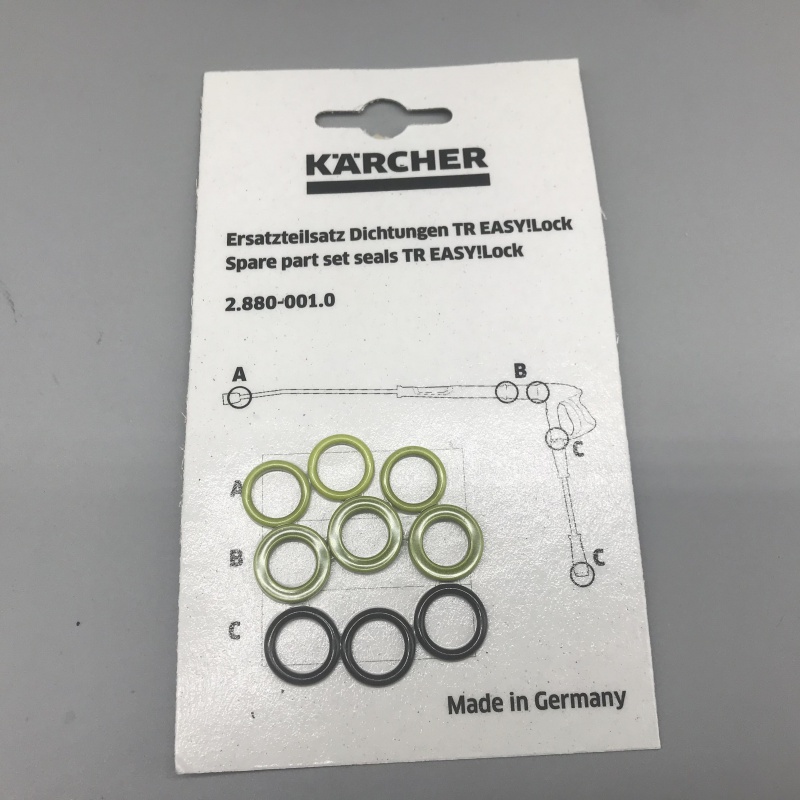 KÄRCHER
Ersatzteilsatz Dichtungen TR EASY!Lock
Spare part set seals TR EASY!Lock
2.880-001.0
A
B
C
A
B
C
C
Made in Germany